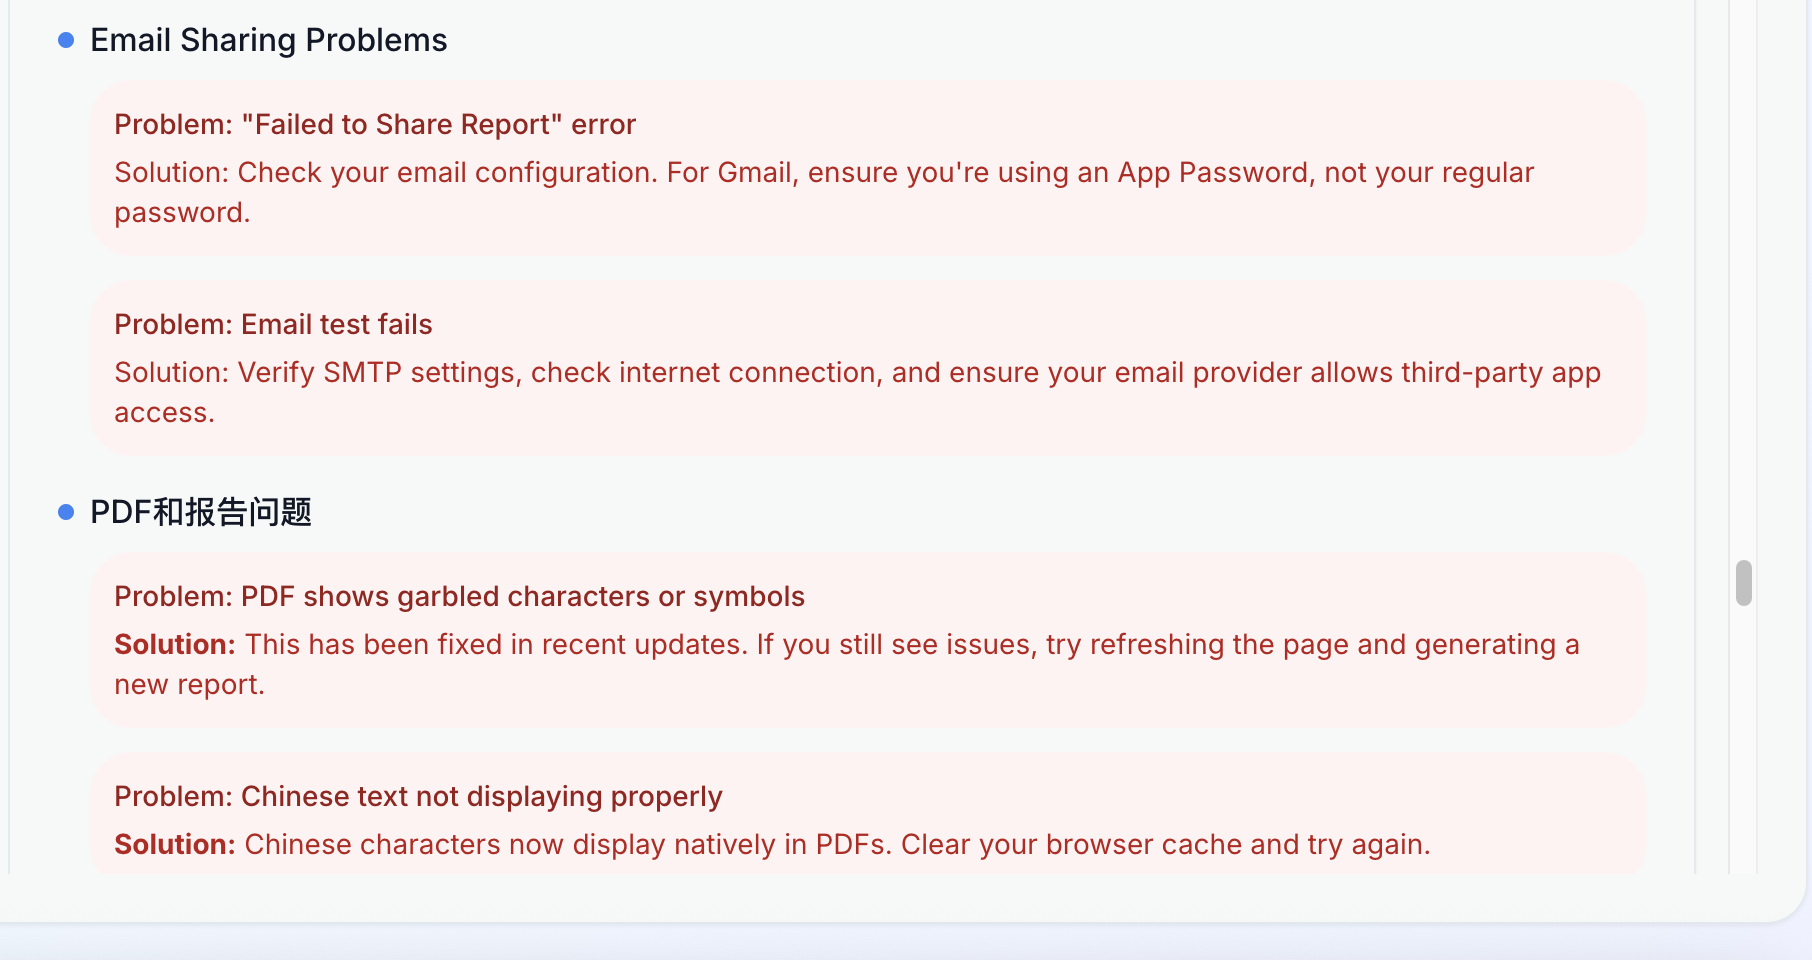 Email Sharing Problems
Problem: "Failed to Share Report" error
Solution: Check your email configuration. For Gmail, ensure you're using an App Password, not your regular
password.
Problem: Email test fails
Solution: Verify SMTP settings, check internet connection, and ensure your email provider allows third-party app
access.
PDF和报告问题
Problem: PDF shows garbled characters or symbols
Solution: This has been fixed in recent updates. If you still see issues, try refreshing the page and generating a
new report.
Problem: Chinese text not displaying properly
Solution: Chinese characters now display natively in PDFs. Clear your browser cache and try again.